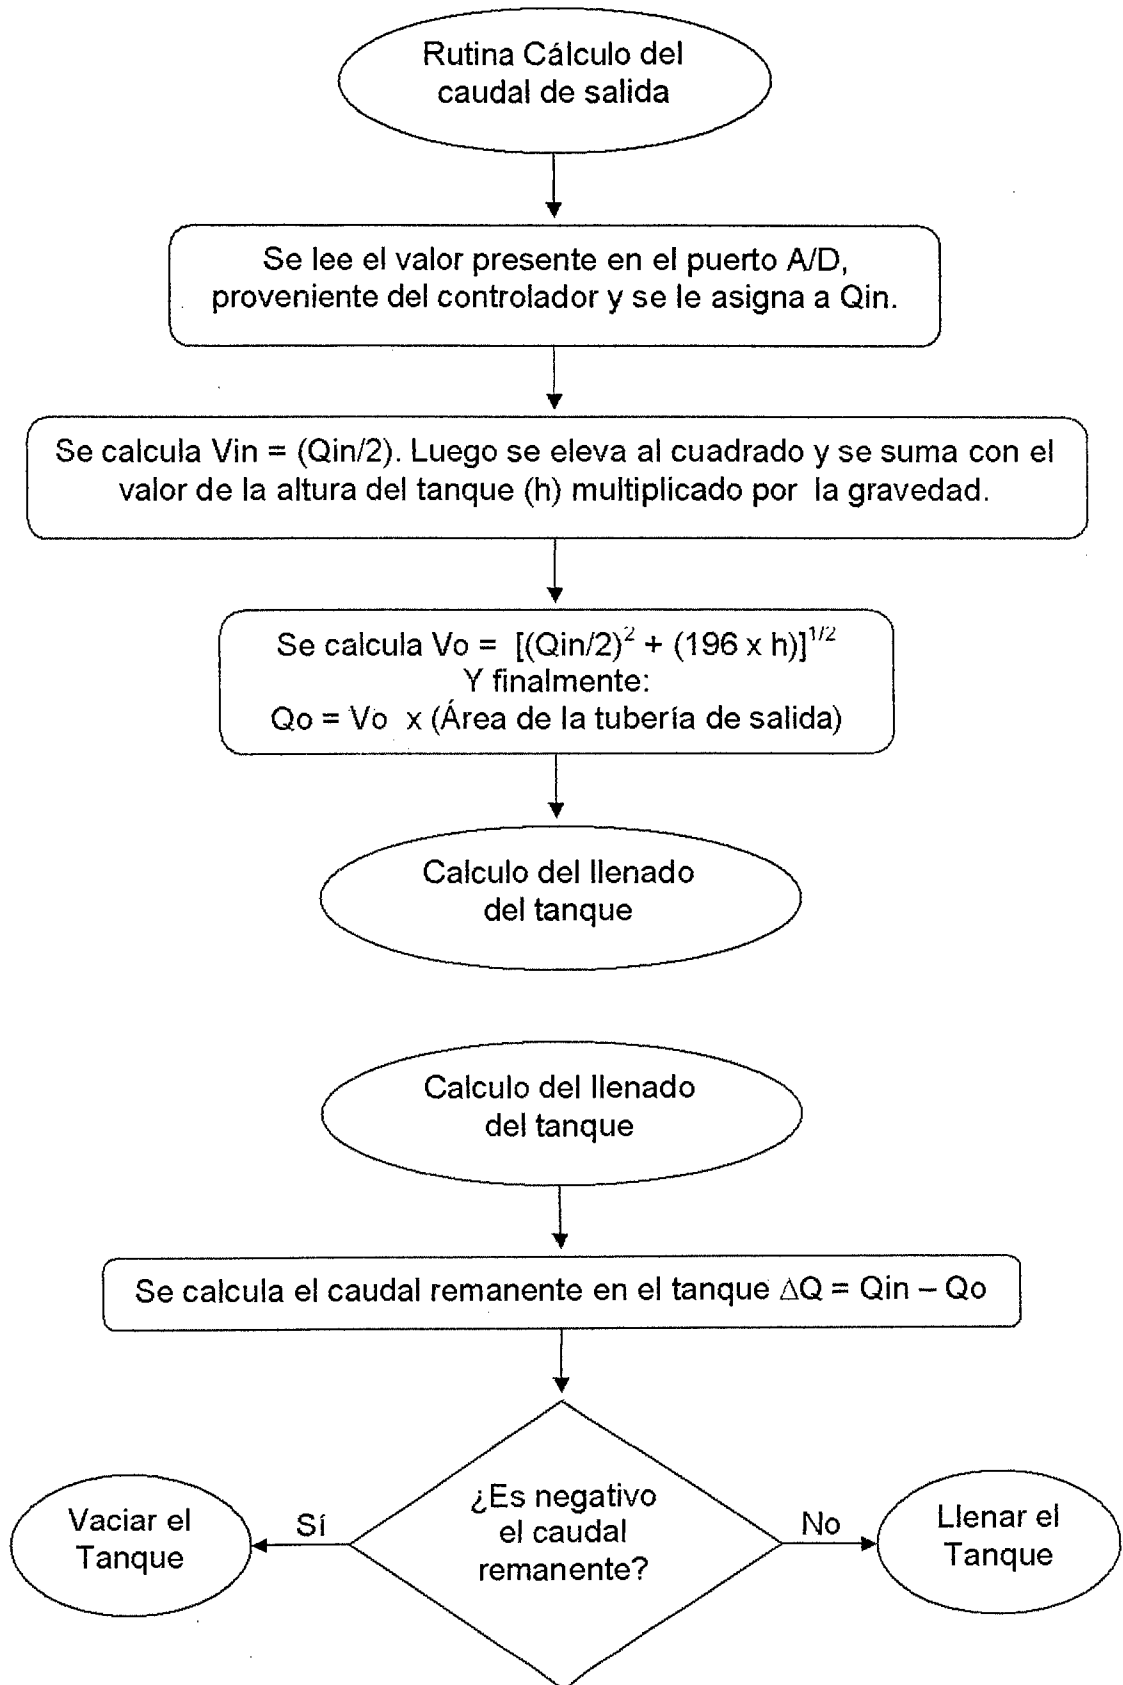 Rutina Cálculo del
caudal de salida
Se lee el valor presente en el puerto A/D,
proveniente del controlador y se le asigna a Qin.
Se calcula Vin = (Qin/2). Luego se eleva al cuadrado y se suma con el
valor de la altura del tanque (h) multiplicado por la gravedad.
Se calcula Vo = [(Qin/2)² + (196 x h)]¹/²
Y finalmente:
Qo = Vo x (Área de la tubería de salida)
Calculo del llenado
del tanque
Calculo del llenado
del tanque
Se calcula el caudal remanente en el tanque ΔQ = Qin – Qo
¿Es negativo
el caudal
remanente?
Sí
Vaciar el
Tanque
No
Llenar el
Tanque